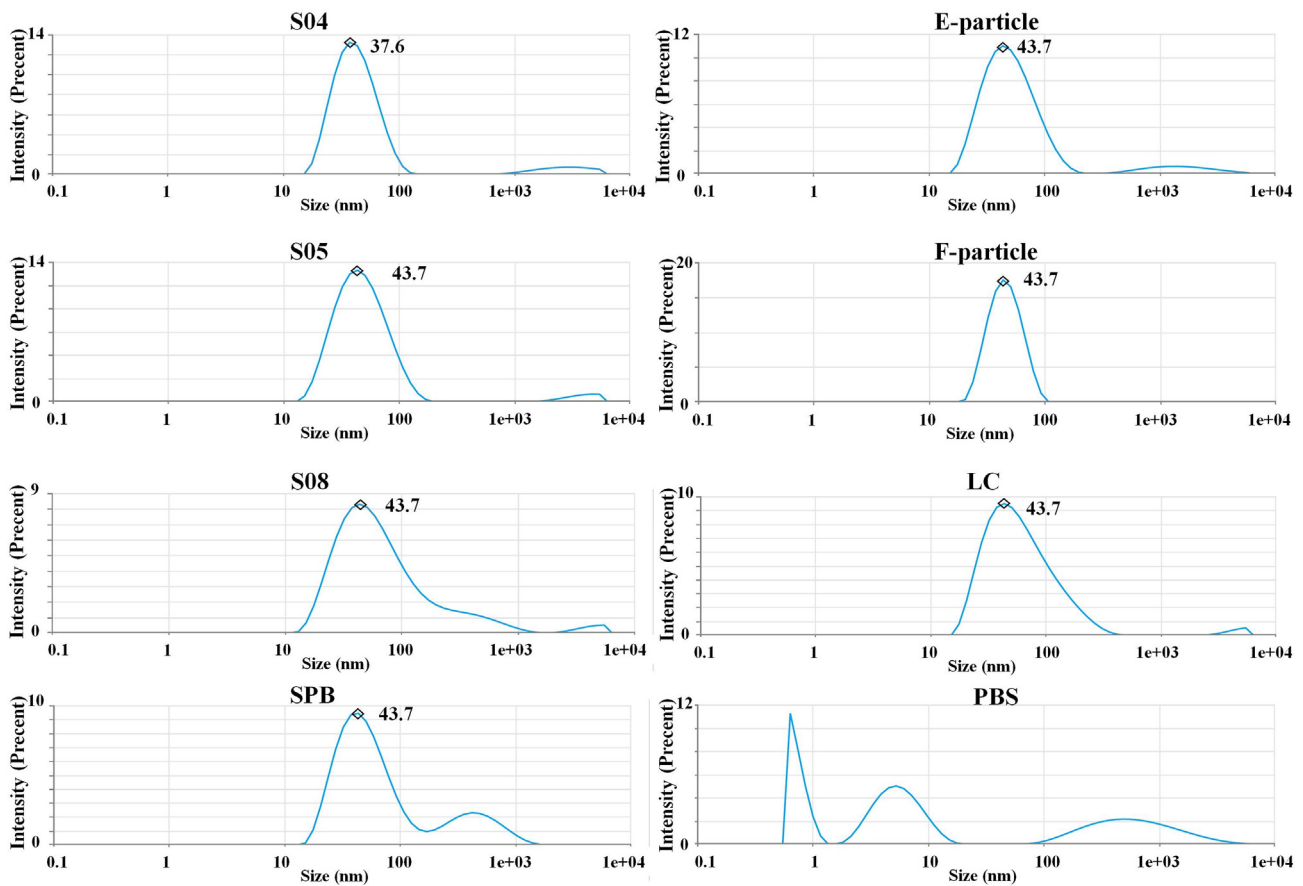 S04
14
37.6
Intensity (Precent)
0
0.1 1 10 100 1e+03 1e+04
Size (nm)
E-particle
12
43.7
Intensity (Precent)
0
0.1 1 10 100 1e+03 1e+04
Size (nm)
S05
14
43.7
Intensity (Precent)
0
0.1 1 10 100 1e+03 1e+04
Size (nm)
F-particle
20
43.7
Intensity (Precent)
0
0.1 1 10 100 1e+03 1e+04
Size (nm)
S08
9
43.7
Intensity (Precent)
0
0.1 1 10 100 1e+03 1e+04
Size (nm)
LC
10
43.7
Intensity (Precent)
0
0.1 1 10 100 1e+03 1e+04
Size (nm)
SPB
10
43.7
Intensity (Precent)
0
0.1 1 10 100 1e+03 1e+04
Size (nm)
PBS
12
Intensity (Precent)
0
0.1 1 10 100 1e+03 1e+04
Size (nm)